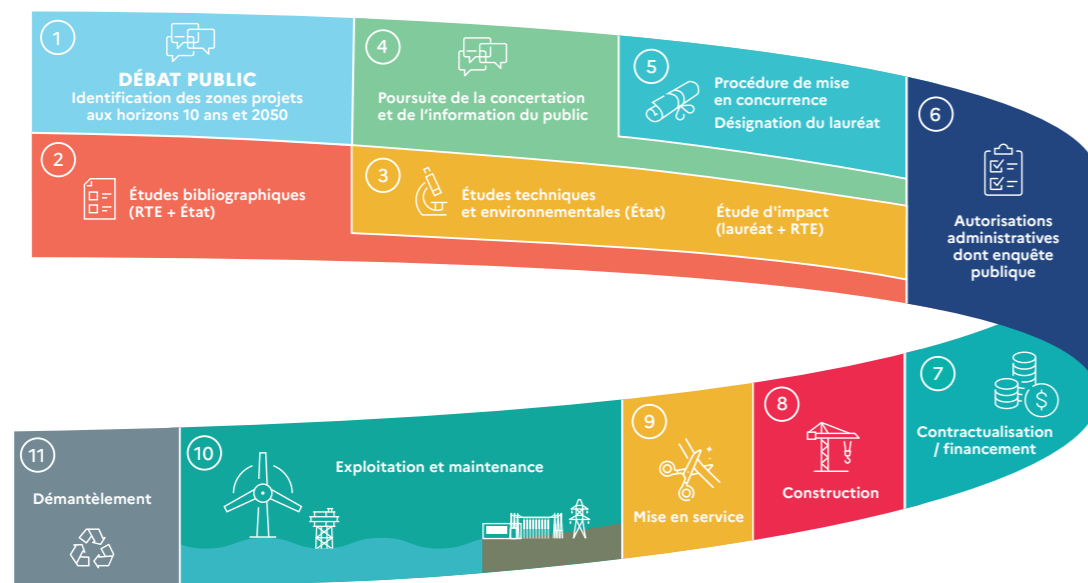 1
DÉBAT PUBLIC
Identification des zones projets
aux horizons 10 ans et 2050
2
Études bibliographiques
(RTE + État)
3
Études techniques
et environnementales (État)
Étude d'impact
(lauréat + RTE)
4
Poursuite de la concertation
et de l'information du public
5
Procédure de mise
en concurrence
Désignation du lauréat
6
Autorisations
administratives
dont enquête
publique
7
$
Contractualisation
/ financement
8
Construction
9
Mise en service
10
Exploitation et maintenance
11
Démantèlement